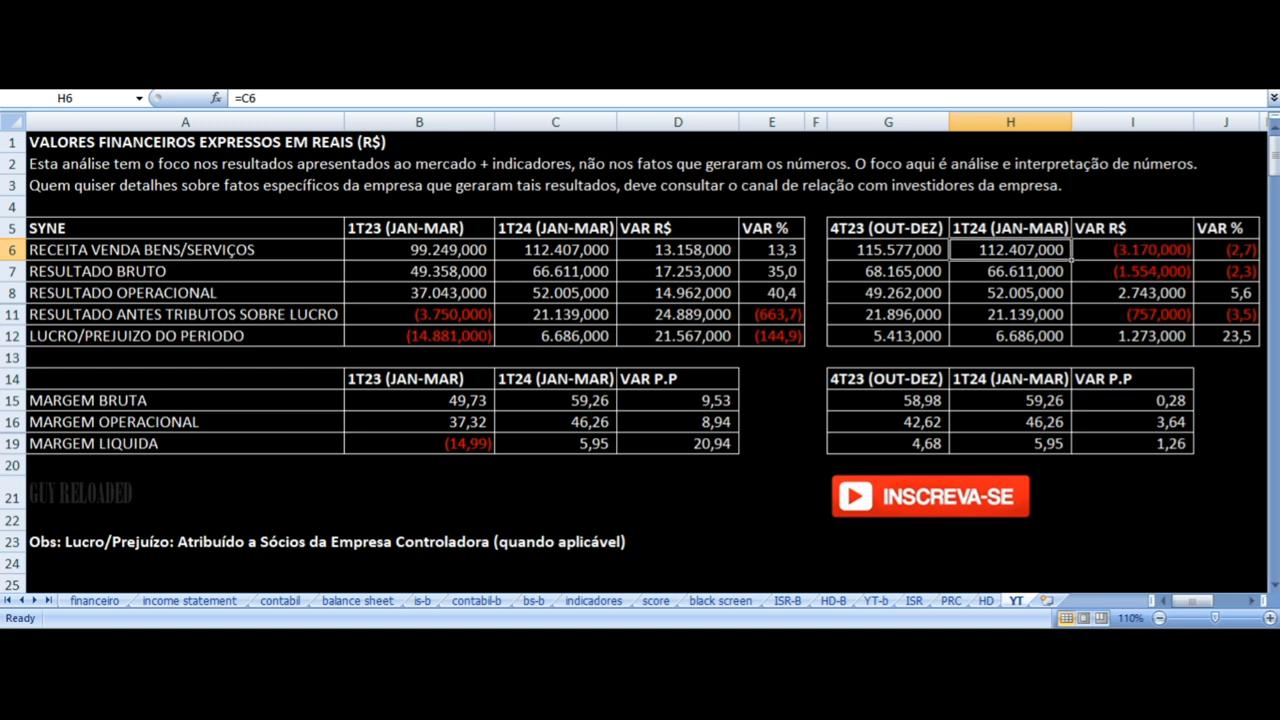 H6 fx =C6
A B C D E F G H I J
1 VALORES FINANCEIROS EXPRESSOS EM REAIS (R$)
2 Esta análise tem o foco nos resultados apresentados ao mercado + indicadores, não nos fatos que geraram os números. O foco aqui é análise e interpretação de números.
3 Quem quiser detalhes sobre fatos específicos da empresa que geraram tais resultados, deve consultar o canal de relação com investidores da empresa.
4
5 SYNE 1T23 (JAN-MAR) 1T24 (JAN-MAR) VAR R$ VAR % 4T23 (OUT-DEZ) 1T24 (JAN-MAR) VAR R$ VAR %
6 RECEITA VENDA BENS/SERVIÇOS 99.249,000 112.407,000 13.158,000 13,3 115.577,000 112.407,000 (3.170,000) (2,7)
7 RESULTADO BRUTO 49.358,000 66.611,000 17.253,000 35,0 68.165,000 66.611,000 (1.554,000) (2,3)
8 RESULTADO OPERACIONAL 37.043,000 52.005,000 14.962,000 40,4 49.262,000 52.005,000 2.743,000 5,6
11 RESULTADO ANTES TRIBUTOS SOBRE LUCRO (3.750,000) 21.139,000 24.889,000 (663,7) 21.896,000 21.139,000 (757,000) (3,5)
12 LUCRO/PREJUIZO DO PERIODO (14.881,000) 6.686,000 21.567,000 (144,9) 5.413,000 6.686,000 1.273,000 23,5
13
14 1T23 (JAN-MAR) 1T24 (JAN-MAR) VAR P.P 4T23 (OUT-DEZ) 1T24 (JAN-MAR) VAR P.P
15 MARGEM BRUTA 49,73 59,26 9,53 58,98 59,26 0,28
16 MARGEM OPERACIONAL 37,32 46,26 8,94 42,62 46,26 3,64
19 MARGEM LIQUIDA (14,99) 5,95 20,94 4,68 5,95 1,26
20
21 GUY RELOADED INSCREVA-SE
22
23 Obs: Lucro/Prejuízo: Atribuído a Sócios da Empresa Controladora (quando aplicável)
24
25
financeiro income statement contabil balance sheet is-b contabil-b bs-b indicadores score black screen ISR-B HD-B YT-b ISR PRC HD YT
Ready 110%